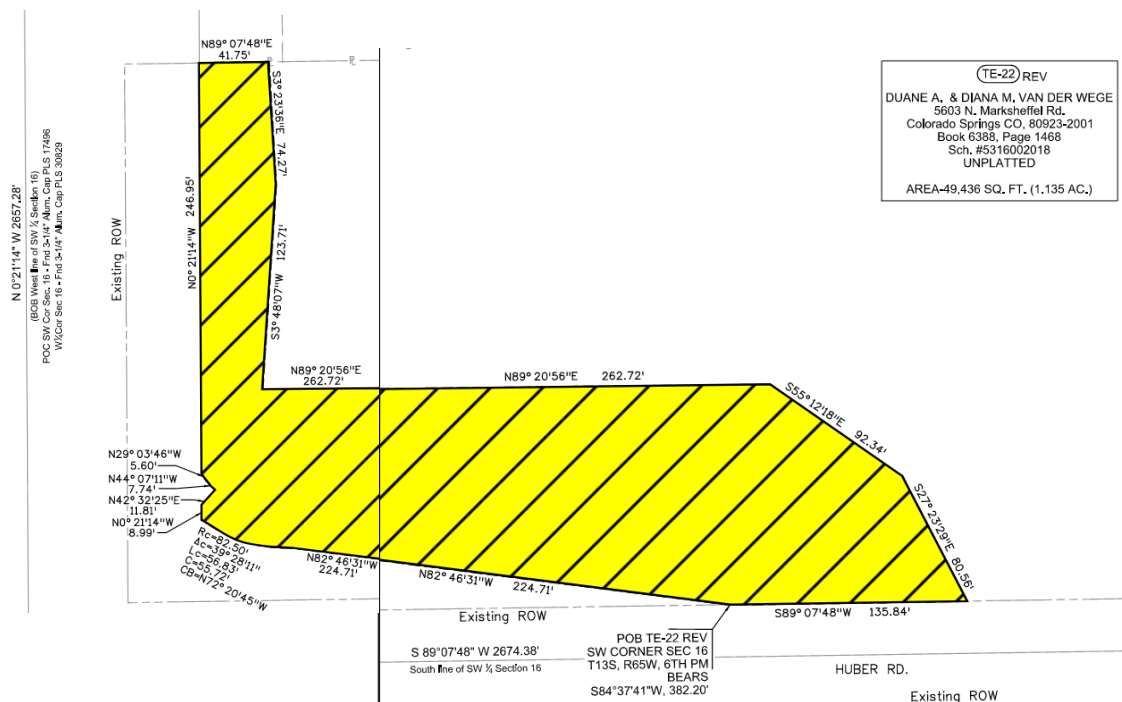 N89° 07'48"E
41.75'
S3° 23'36"E 74.27'
S3° 48'07"W 123.71'
N0° 21'14"W 246.95'
Existing ROW
N 0°21'14" W 2657.28'
(BOB West line of SW ¼ Section 16)
POC SW Cor Sec. 16 - Fnd 3-1/4" Alum. Cap PLS 17496
W¼Cor Sec 16 - Fnd 3-1/4" Alum. Cap PLS 30829
TE-22 REV
DUANE A. & DIANA M. VAN DER WEGE
5603 N. Marksheffel Rd.
Colorado Springs CO, 80923-2001
Book 6388, Page 1468
Sch. #5316002018
UNPLATTED
AREA-49,436 SQ. FT. (1.135 AC.)
N89° 20'56"E
262.72'
N89° 20'56"E 262.72'
S55° 12'18"E 92.34'
S27° 23'29"E 80.56'
N29° 03'46"W
5.60'
N44° 07'11"W
7.74'
N42° 32'25"E
11.81'
N0° 21'14"W
8.99'
Rc=82.50'
Δc=39° 28'11"
Lc=56.83'
C=55.72'
CB=N72° 20'45"W
N82° 46'31"W
224.71'
N82° 46'31"W 224.71'
S89° 07'48"W 135.84'
Existing ROW
POB TE-22 REV
SW CORNER SEC 16
T13S, R65W, 6TH PM
BEARS
S84°37'41"W, 382.20'
S 89°07'48" W 2674.38'
South line of SW ¼ Section 16
HUBER RD.
Existing ROW